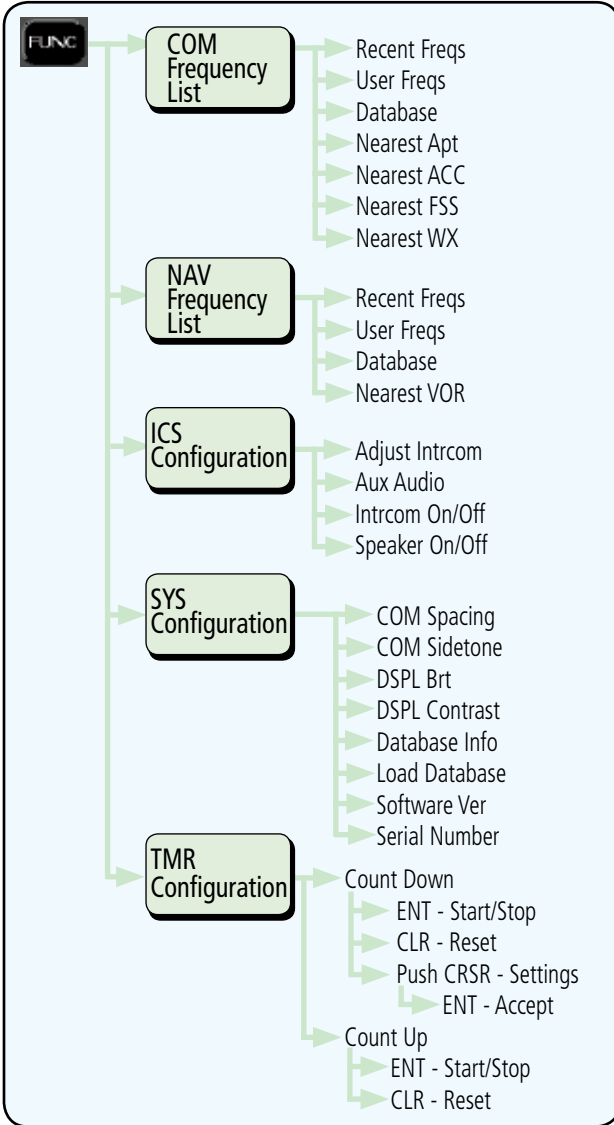 FUNC
COM
Frequency
List
Recent Freqs
User Freqs
Database
Nearest Apt
Nearest ACC
Nearest FSS
Nearest WX
NAV
Frequency
List
Recent Freqs
User Freqs
Database
Nearest VOR
ICS
Configuration
Adjust Intrcom
Aux Audio
Intrcom On/Off
Speaker On/Off
SYS
Configuration
COM Spacing
COM Sidetone
DSPL Brt
DSPL Contrast
Database Info
Load Database
Software Ver
Serial Number
TMR
Configuration
Count Down
ENT - Start/Stop
CLR - Reset
Push CRSR - Settings
ENT - Accept
Count Up
ENT - Start/Stop
CLR - Reset